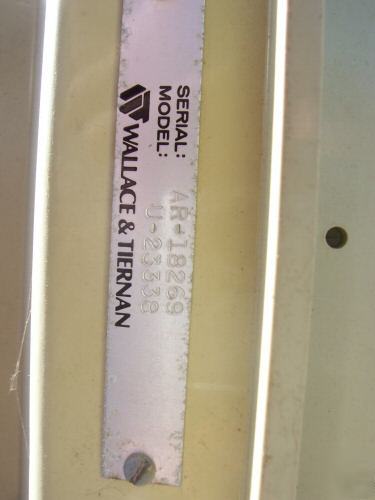 SERIAL: AR-18269
MODEL: U-23338
WALLACE & TIERNAN